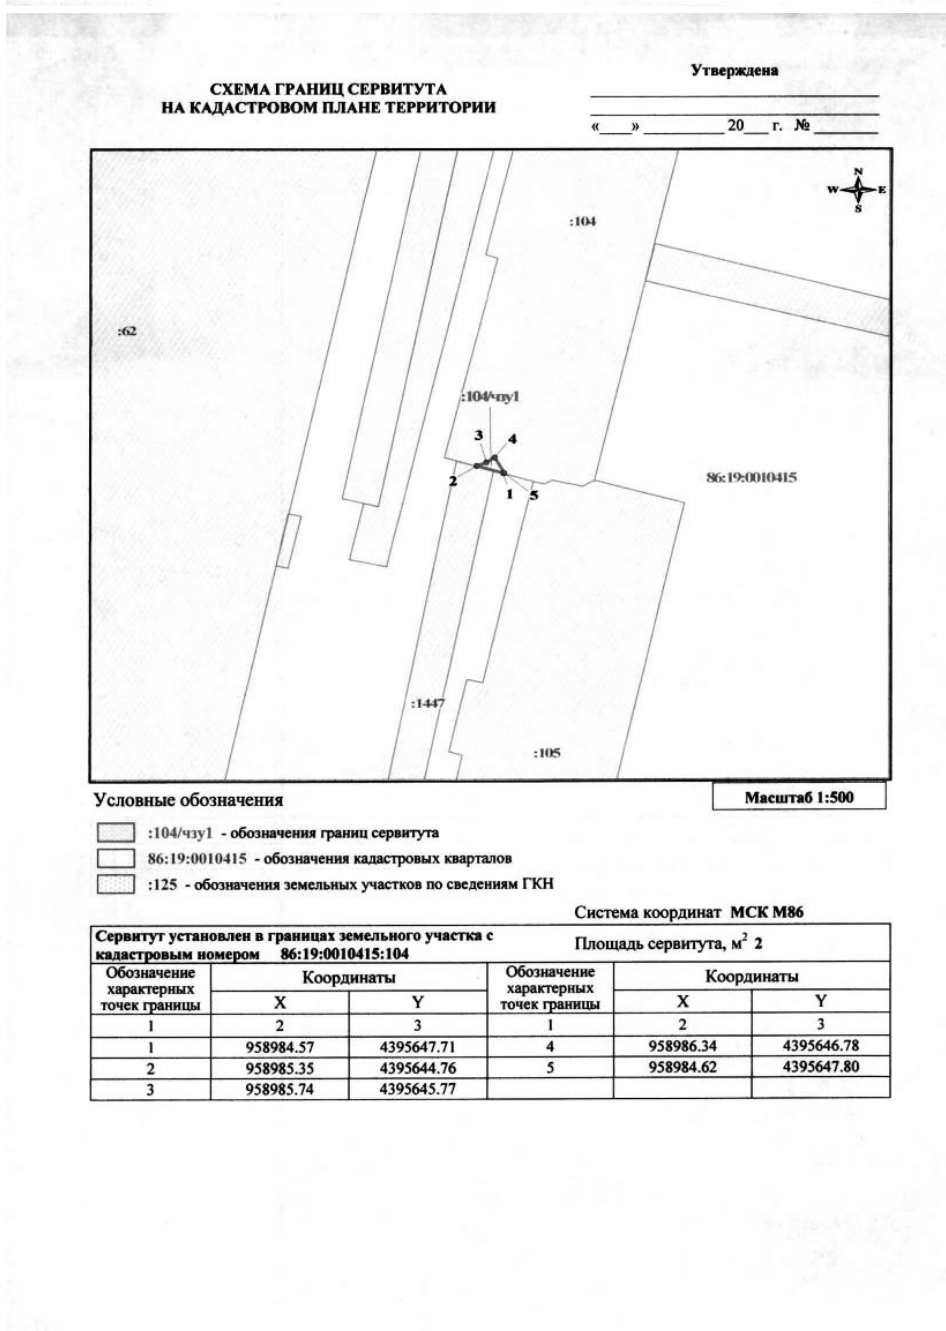 Утверждена
СХЕМА ГРАНИЦ СЕРВИТУТА
НА КАДАСТРОВОМ ПЛАНЕ ТЕРРИТОРИИ
«____» __________ 20___ г. № ________
N
W E
S
:104
:62
:104/чзу1
3 4
2 1 5
86:19:0010415
:1447
:105
Условные обозначения
Масштаб 1:500
:104/чзу1 - обозначения границ сервитута
86:19:0010415 - обозначения кадастровых кварталов
:125 - обозначения земельных участков по сведениям ГКН
Система координат МСК М86
Сервитут установлен в границах земельного участка с
кадастровым номером 86:19:0010415:104
Площадь сервитута, м² 2
Обозначение
характерных
точек границы
Координаты
Обозначение
характерных
точек границы
Координаты
X Y X Y
1 2 3 1 2 3
1 958984.57 4395647.71 4 958986.34 4395646.78
2 958985.35 4395644.76 5 958984.62 4395647.80
3 958985.74 4395645.77